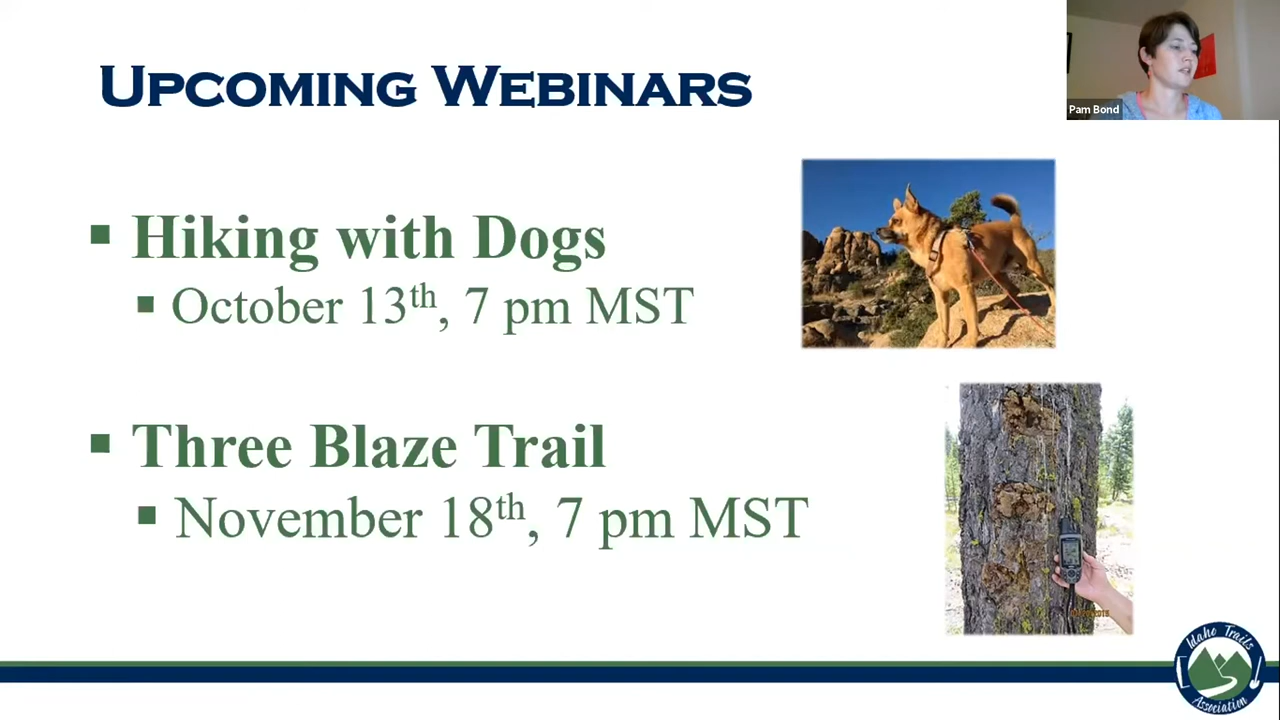 UPCOMING WEBINARS
Pam Bond
▪ Hiking with Dogs
▪ October 13th, 7 pm MST
▪ Three Blaze Trail
▪ November 18th, 7 pm MST
Idaho Trails
Association